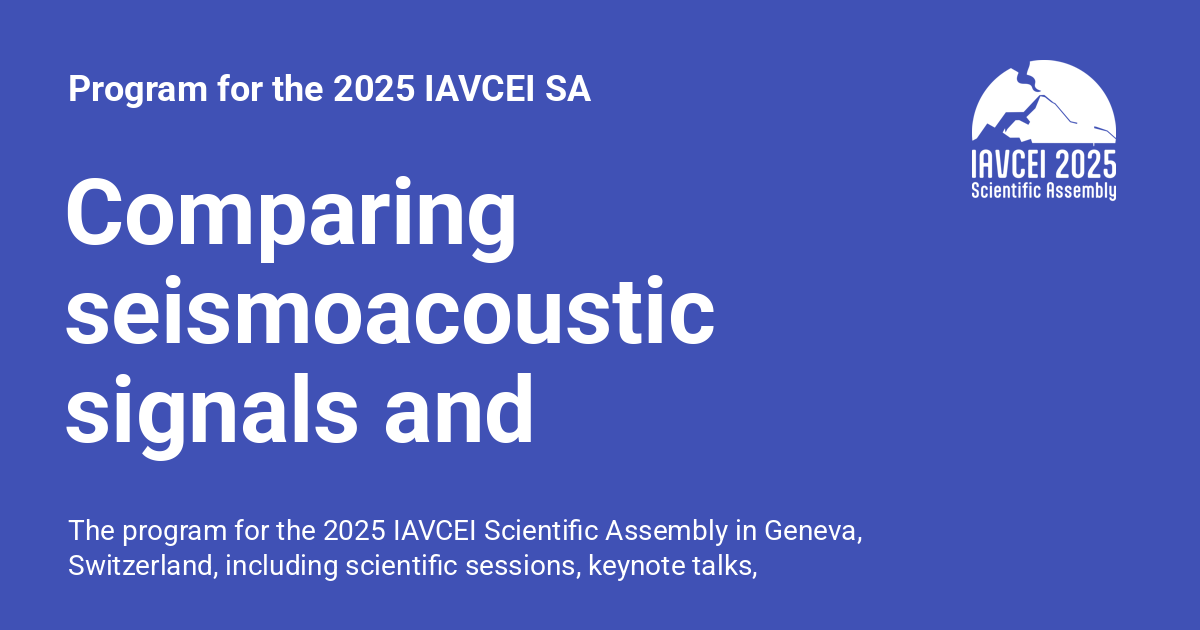 Program for the 2025 IAVCEI SA
IAVCEI 2025
Scientific Assembly
Comparing
seismoacoustic
signals and
The program for the 2025 IAVCEI Scientific Assembly in Geneva,
Switzerland, including scientific sessions, keynote talks,